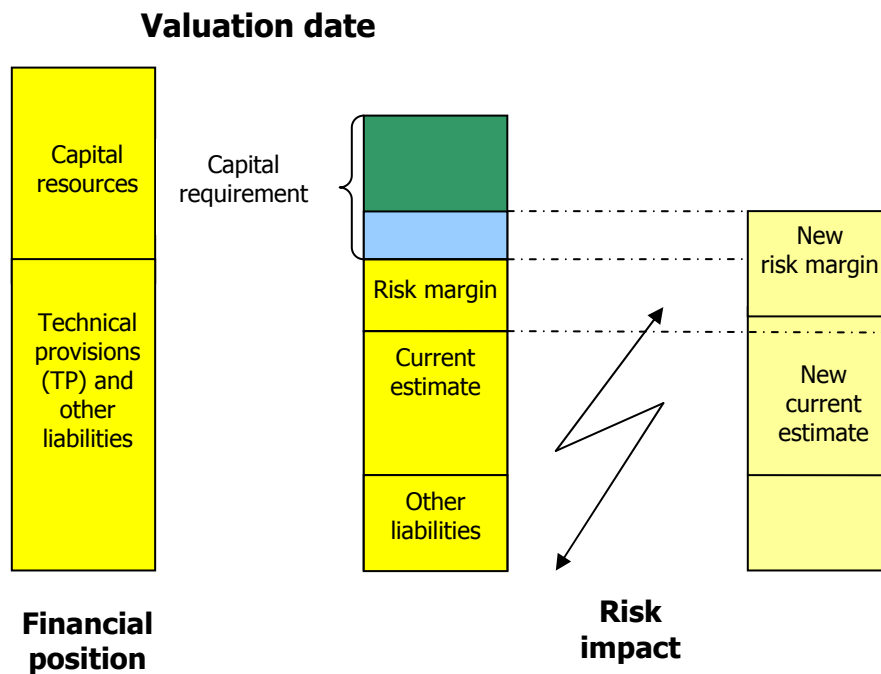 Valuation date
Capital
resources
Technical
provisions
(TP) and
other
liabilities
Financial
position
Capital
requirement
Risk margin
Current
estimate
Other
liabilities
Risk
impact
New
risk margin
New
current
estimate